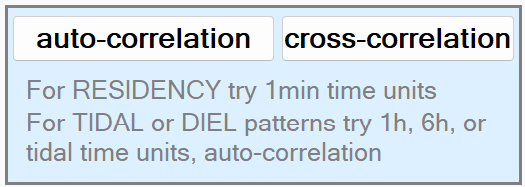 auto-correlation cross-correlation
For RESIDENCY try 1min time units
For TIDAL or DIEL patterns try 1h, 6h, or
tidal time units, auto-correlation